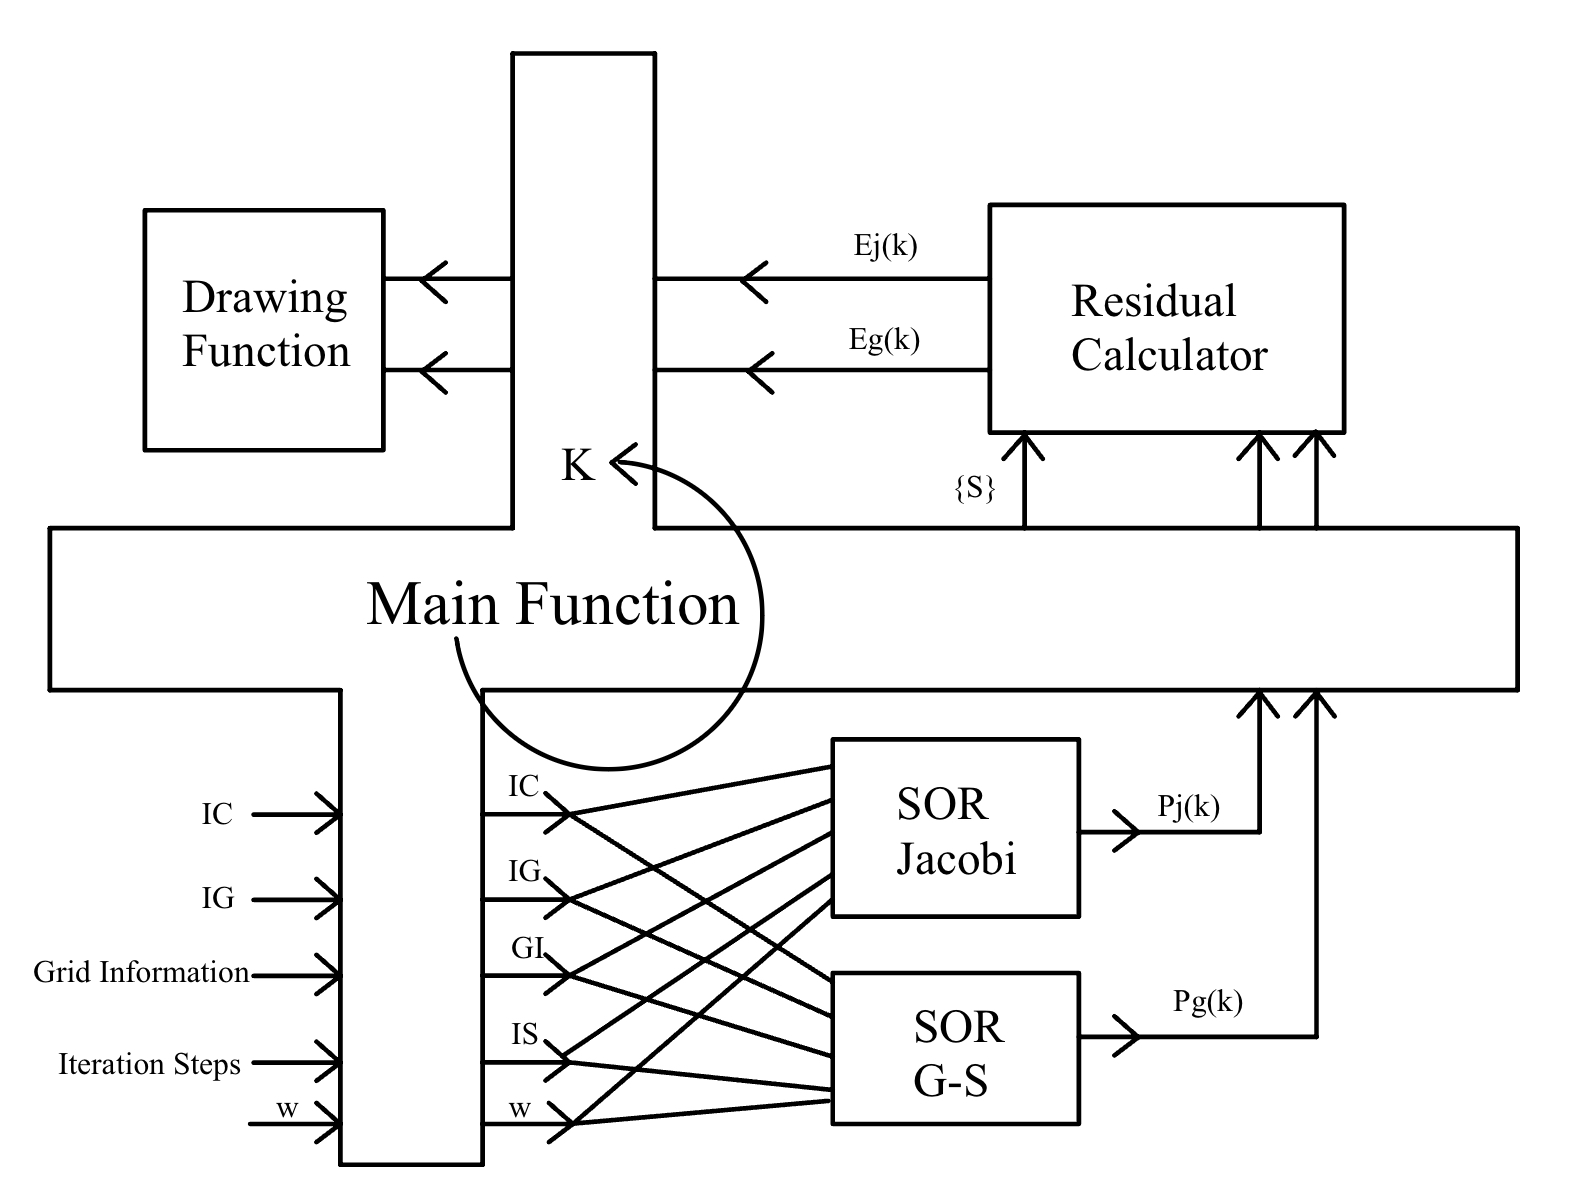 Ej(k)
Drawing
Function
Residual
Calculator
Eg(k)
K
{S}
Main Function
IC
IC
SOR
Jacobi
Pj(k)
IG
IG
Grid Information
GI
IS
SOR
G-S
Pg(k)
Iteration Steps
w
w